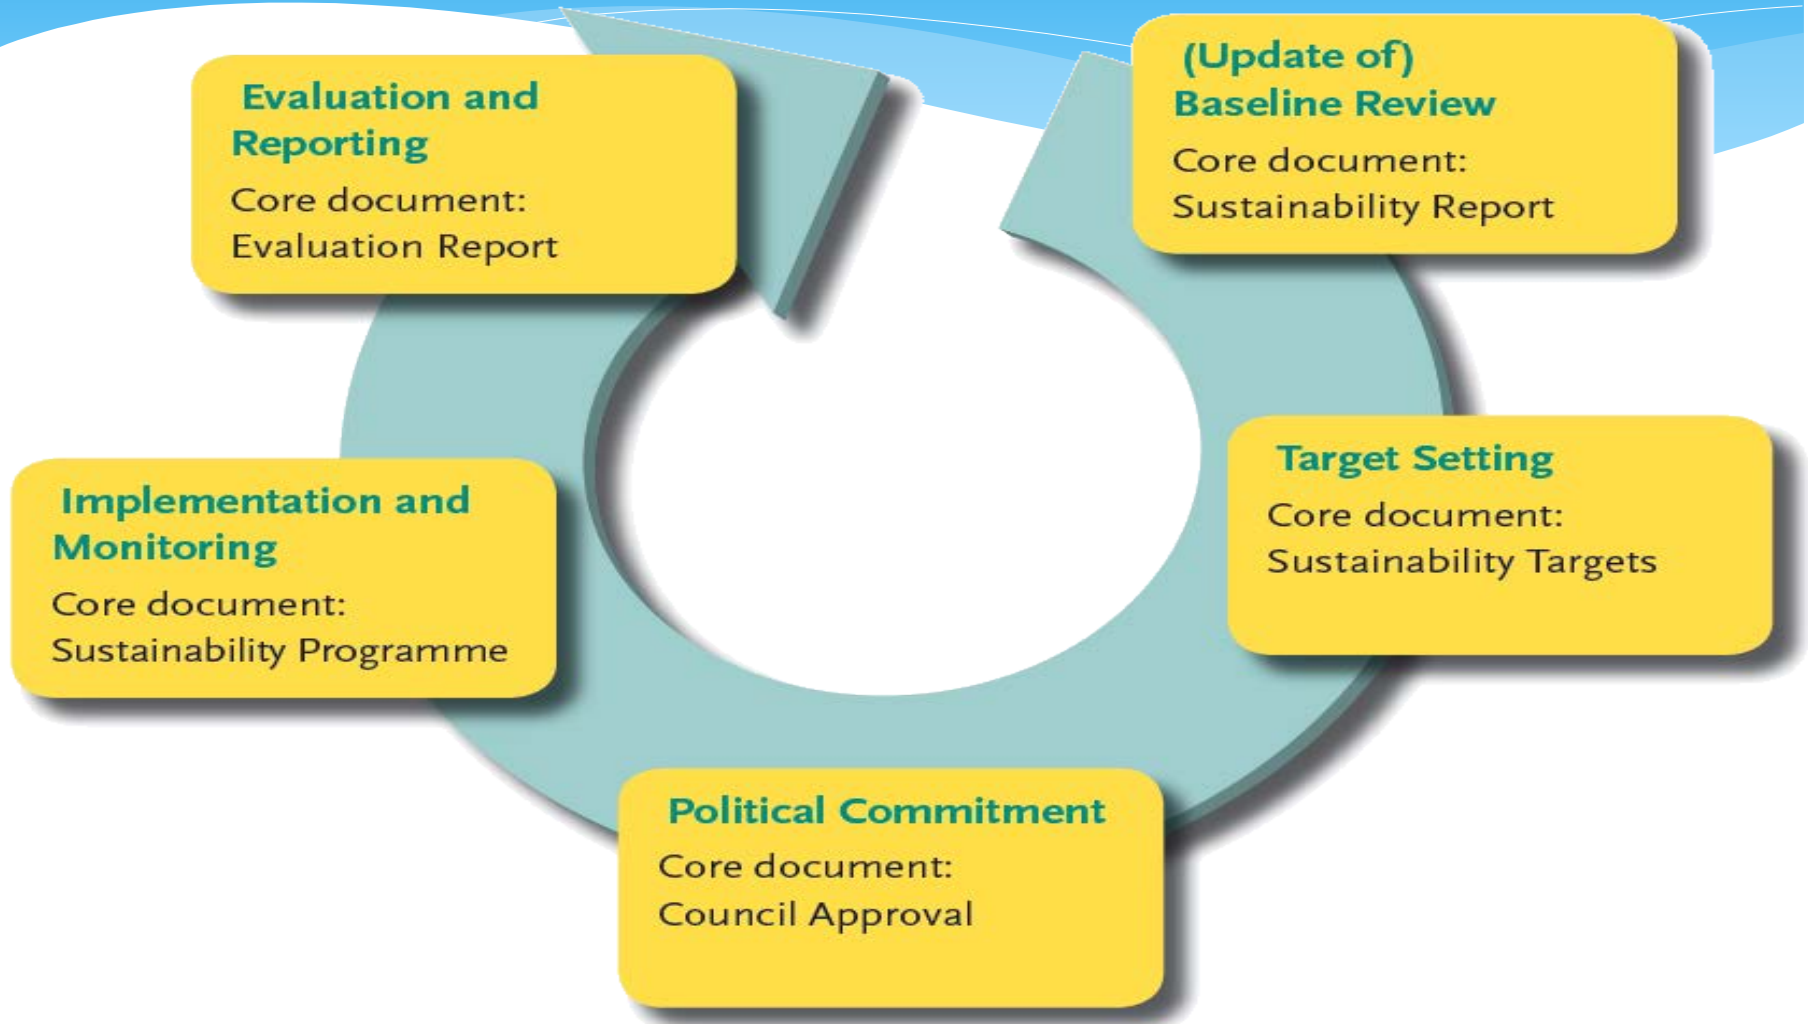 (Update of)
Baseline Review
Core document:
Sustainability Report
Target Setting
Core document:
Sustainability Targets
Political Commitment
Core document:
Council Approval
Implementation and
Monitoring
Core document:
Sustainability Programme
Evaluation and
Reporting
Core document:
Evaluation Report